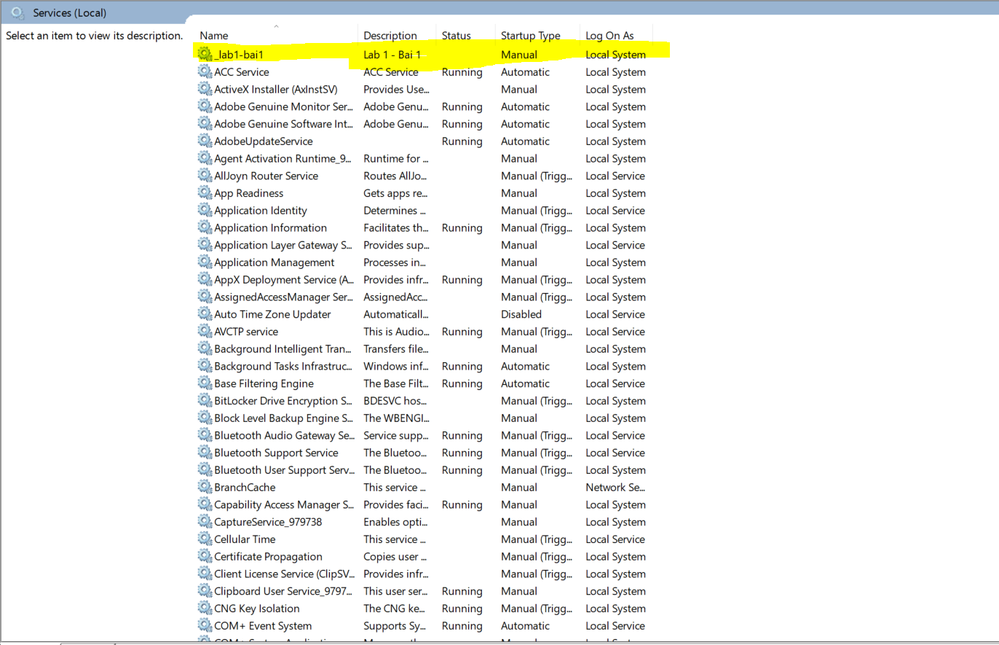 Services (Local)
Select an item to view its description.
Name Description Status Startup Type Log On As
_lab1-bai1 Lab 1 - Bai 1 Manual Local System
ACC Service ACC Service Running Automatic Local System
ActiveX Installer (AxInstSV) Provides Use... Manual Local System
Adobe Genuine Monitor Ser... Adobe Genu... Running Automatic Local System
Adobe Genuine Software Int... Adobe Genu... Running Automatic Local System
AdobeUpdateService Running Automatic Local System
Agent Activation Runtime_9... Runtime for ... Manual Local System
AllJoyn Router Service Routes AllJo... Manual (Trigg... Local Service
App Readiness Gets apps re... Manual Local System
Application Identity Determines ... Manual (Trigg... Local Service
Application Information Facilitates th... Running Manual (Trigg... Local System
Application Layer Gateway S... Provides sup... Manual Local Service
Application Management Processes in... Manual Local System
AppX Deployment Service (A... Provides infr... Running Manual (Trigg... Local System
AssignedAccessManager Ser... AssignedAcc... Manual (Trigg... Local System
Auto Time Zone Updater Automaticall... Disabled Local Service
AVCTP service This is Audio... Running Manual (Trigg... Local Service
Background Intelligent Tran... Transfers file... Manual Local System
Background Tasks Infrastruc... Windows inf... Running Automatic Local System
Base Filtering Engine The Base Filt... Running Automatic Local Service
BitLocker Drive Encryption S... BDESVC hos... Manual (Trigg... Local System
Block Level Backup Engine S... The WBENGI... Manual Local System
Bluetooth Audio Gateway Se... Service supp... Running Manual (Trigg... Local Service
Bluetooth Support Service The Bluetoo... Running Manual (Trigg... Local Service
Bluetooth User Support Serv... The Bluetoo... Running Manual (Trigg... Local System
BranchCache This service ... Manual Network Se...
Capability Access Manager S... Provides faci... Running Manual Local System
CaptureService_979738 Enables opti... Manual Local System
Cellular Time This service ... Manual (Trigg... Local Service
Certificate Propagation Copies user ... Manual (Trigg... Local System
Client License Service (ClipSV... Provides infr... Manual (Trigg... Local System
Clipboard User Service_9797... This user ser... Running Manual Local System
CNG Key Isolation The CNG ke... Running Manual (Trigg... Local System
COM+ Event System Supports Sy... Running Automatic Local Service